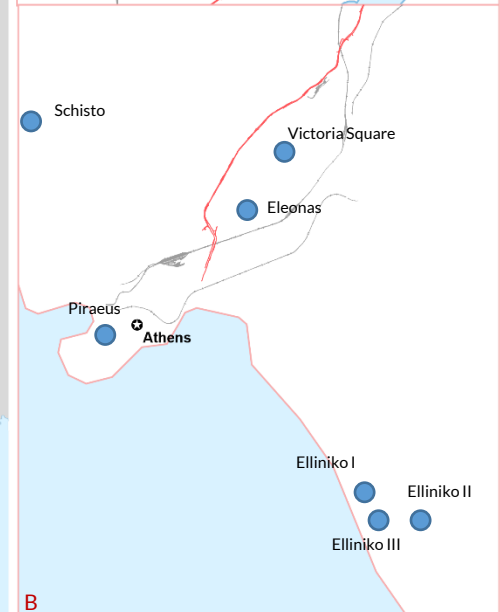 Schisto
Victoria Square
Eleonas
Piraeus
Athens
Elliniko I
Elliniko II
Elliniko III
B